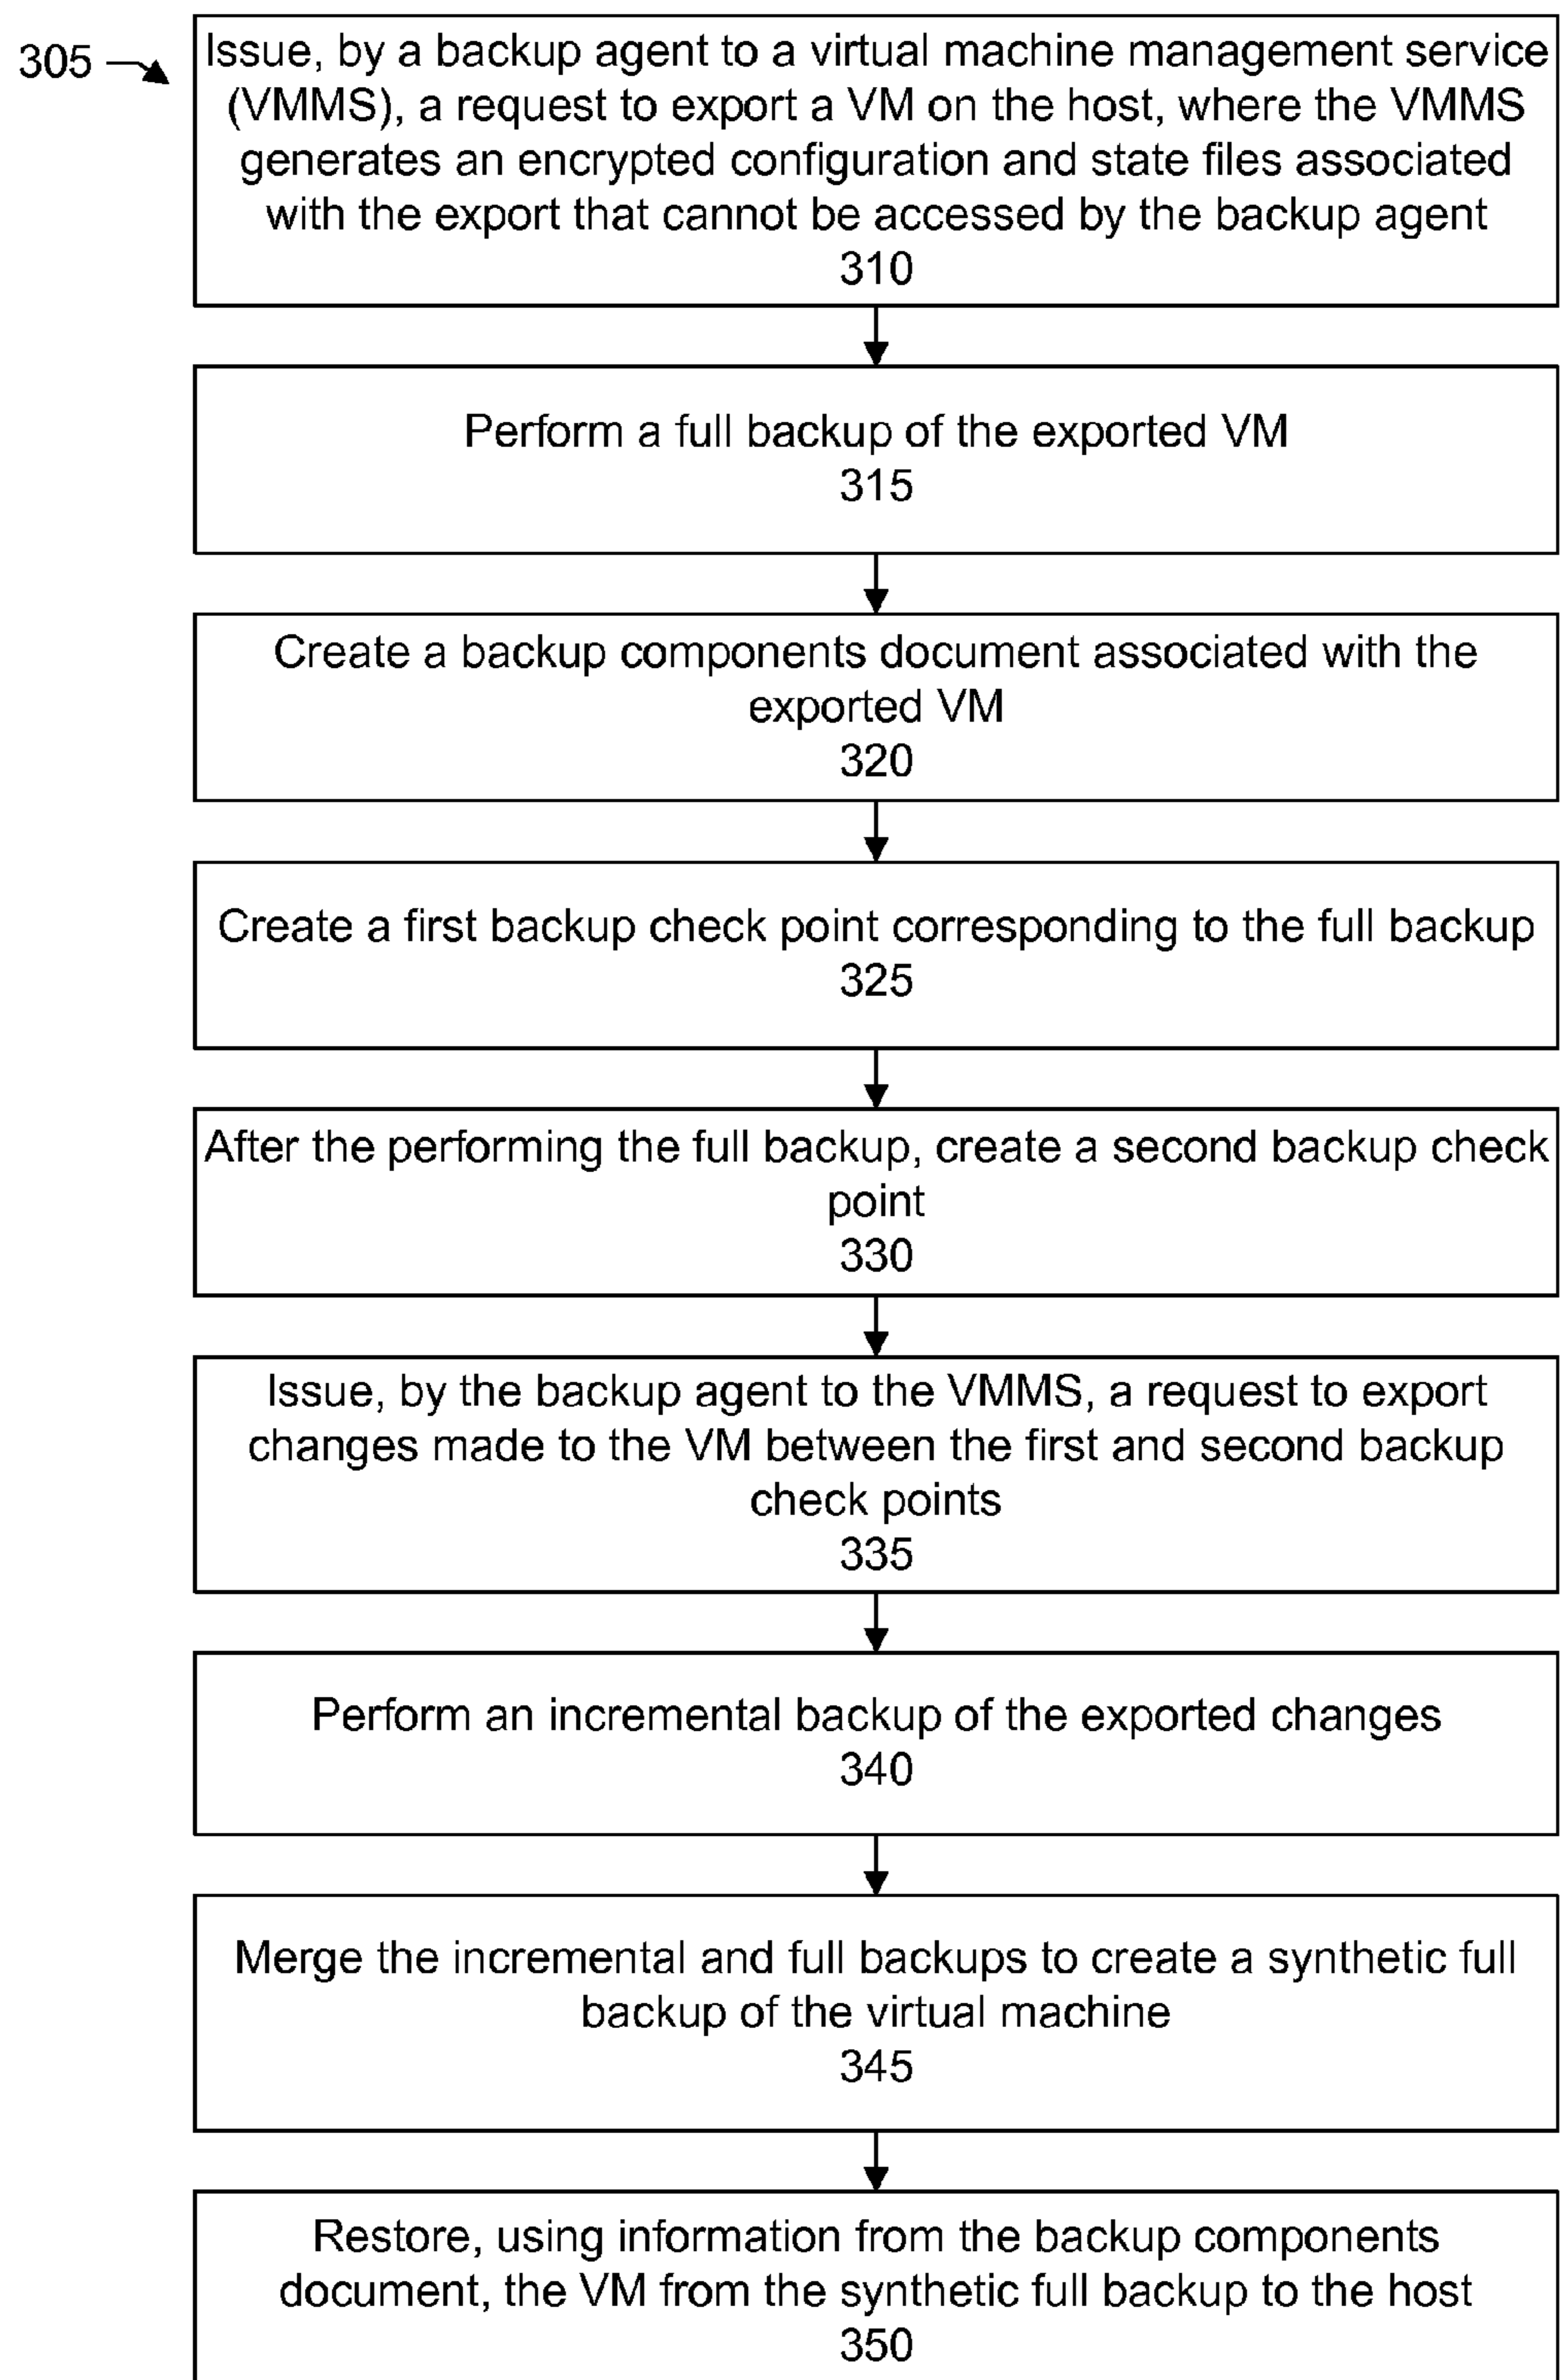 305
Issue, by a backup agent to a virtual machine management service
(VMMS), a request to export a VM on the host, where the VMMS
generates an encrypted configuration and state files associated
with the export that cannot be accessed by the backup agent
310
Perform a full backup of the exported VM
315
Create a backup components document associated with the
exported VM
320
Create a first backup check point corresponding to the full backup
325
After the performing the full backup, create a second backup check
point
330
Issue, by the backup agent to the VMMS, a request to export
changes made to the VM between the first and second backup
check points
335
Perform an incremental backup of the exported changes
340
Merge the incremental and full backups to create a synthetic full
backup of the virtual machine
345
Restore, using information from the backup components
document, the VM from the synthetic full backup to the host
350